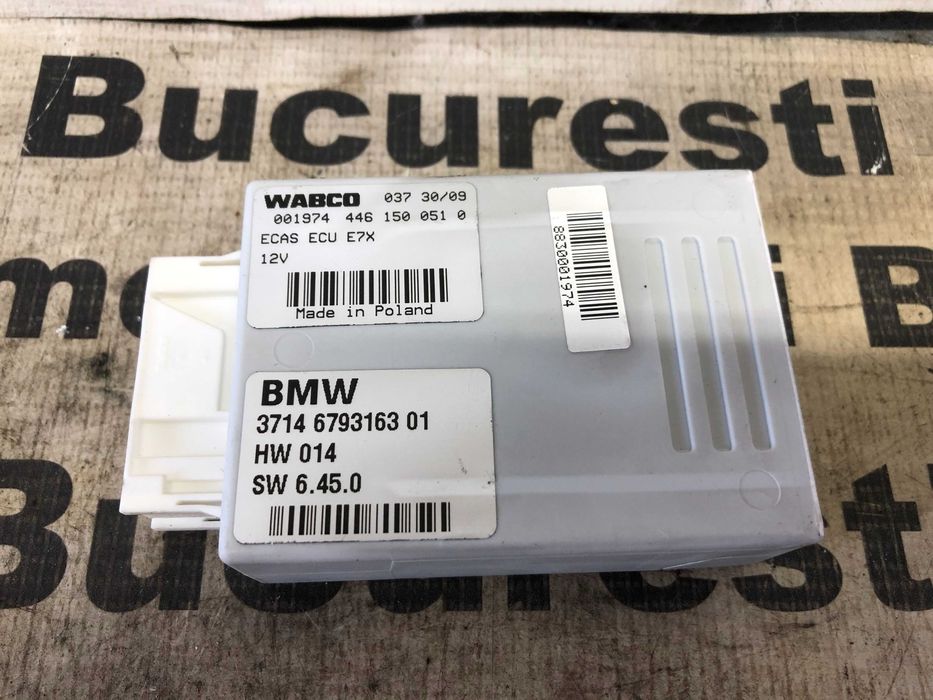 Bucuresti
WABCO 037 30/09
001974 446 150 051 0
ECAS ECU E7X
12V
Made in Poland
8830001974
BMW
3714 6793163 01
HW 014
SW 6.45.0
Bucuresti